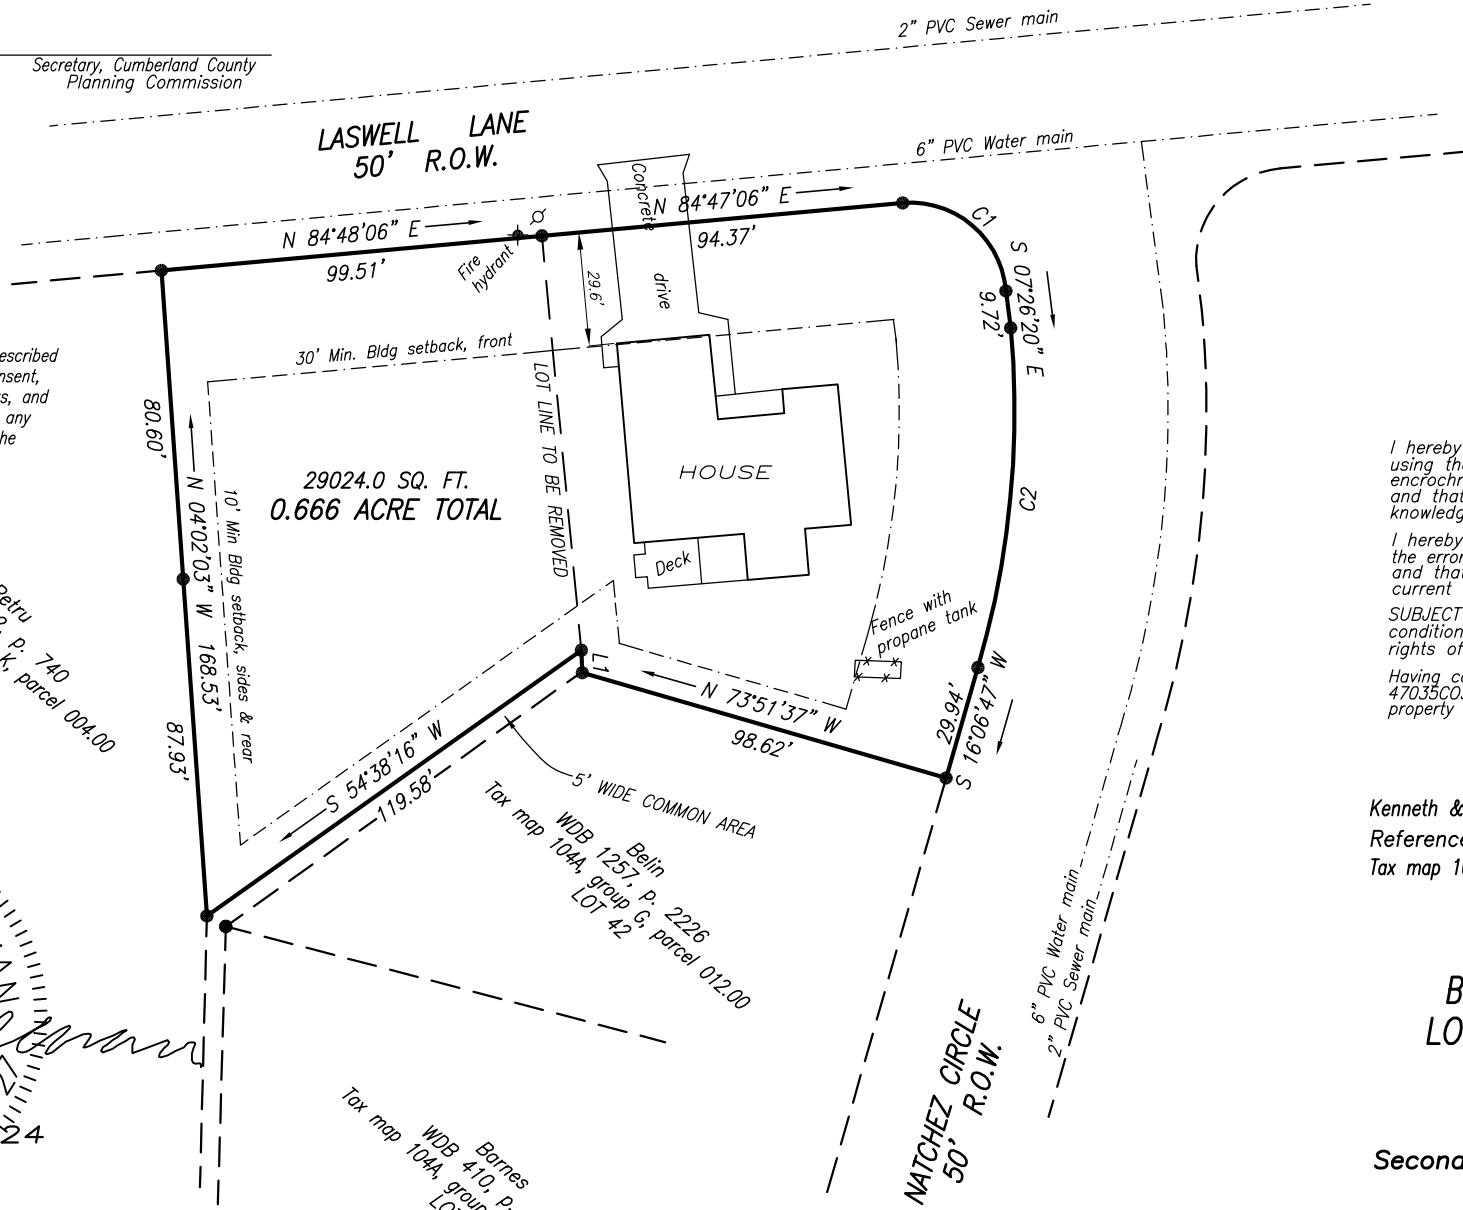 2" PVC Sewer main
Secretary, Cumberland County
Planning Commission
LASWELL LANE
50' R.O.W.
6" PVC Water main
Concrete
drive
N 84°48'06" E
99.51'
N 84°47'06" E
94.37'
C1
Fire
hydrant
29.6'
S 07°26'20" E
9.72'
30' Min. Bldg setback, front
LOT LINE TO BE REMOVED
80.60'
N 04°02'03" W 168.53'
87.93'
10' Min Bldg setback, sides & rear
29024.0 SQ. FT.
0.666 ACRE TOTAL
HOUSE
Deck
C2
Fence with
propane tank
L1
N 73°51'37" W
98.62'
29.94'
S 16°06'47" W
S 54°38'16" W
119.58'
5' WIDE COMMON AREA
Belin
WDB 1257, p. 2226
Tax map 104A, group G, parcel 012.00
LOT 42
Barnes
WDB 410, p.
Tax map 104A, group
Petru
p. 740
K, parcel 004.00
6" PVC Water main
2" PVC Sewer main
NATCHEZ CIRCLE
50' R.O.W.
and
any
24
I hereby
using
and
I hereby
the
and
current
SUBJECT
rights of
Having
property
Kenneth &
Tax map